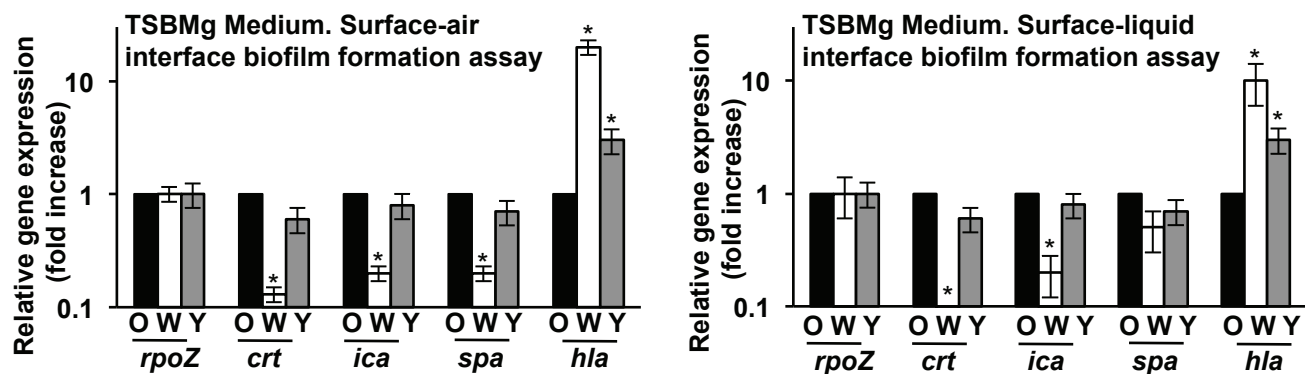 TSBMg Medium. Surface-air
interface biofilm formation assay
Relative gene expression
(fold increase)
10
1
0.1
* * * * *
O W Y O W Y O W Y O W Y O W Y
rpoZ crt ica spa hla
TSBMg Medium. Surface-liquid
interface biofilm formation assay
Relative gene expression
(fold increase)
10
1
0.1
* * * *
O W Y O W Y O W Y O W Y O W Y
rpoZ crt ica spa hla